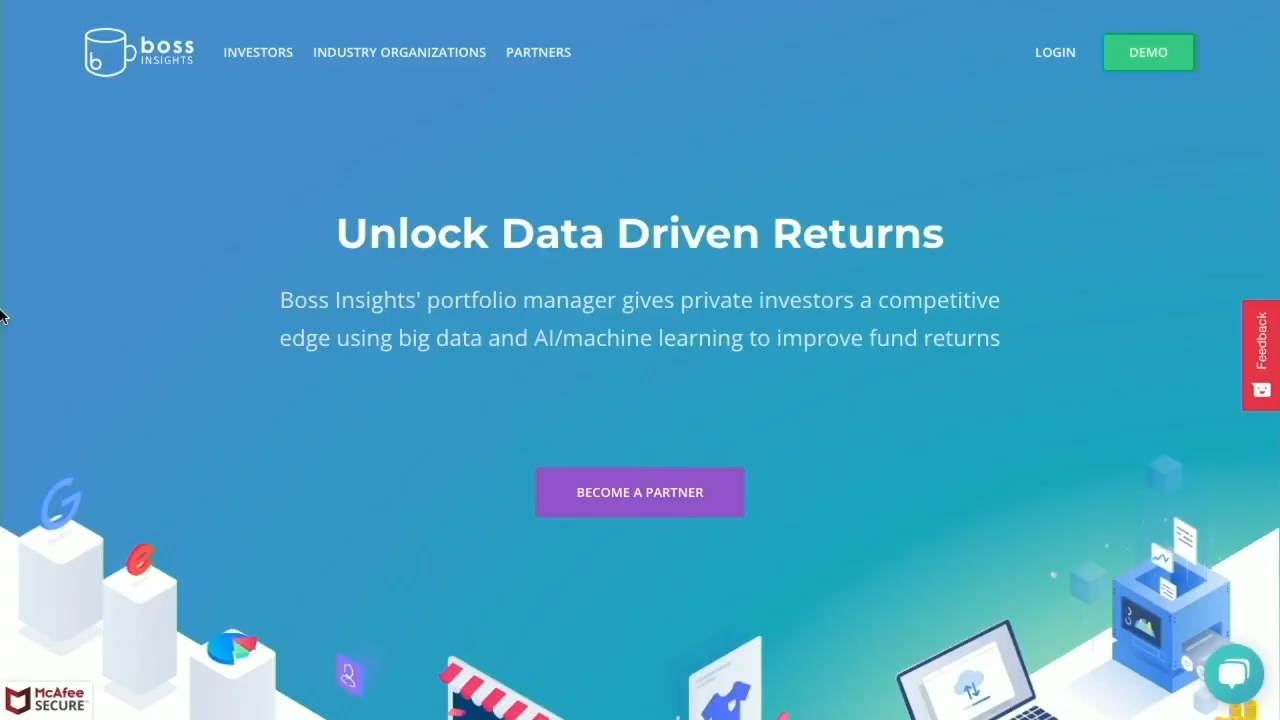 boss
INSIGHTS
INVESTORS
INDUSTRY ORGANIZATIONS
PARTNERS
LOGIN
DEMO
Unlock Data Driven Returns
Boss Insights' portfolio manager gives private investors a competitive
edge using big data and AI/machine learning to improve fund returns
Feedback
BECOME A PARTNER
McAfee
SECURE